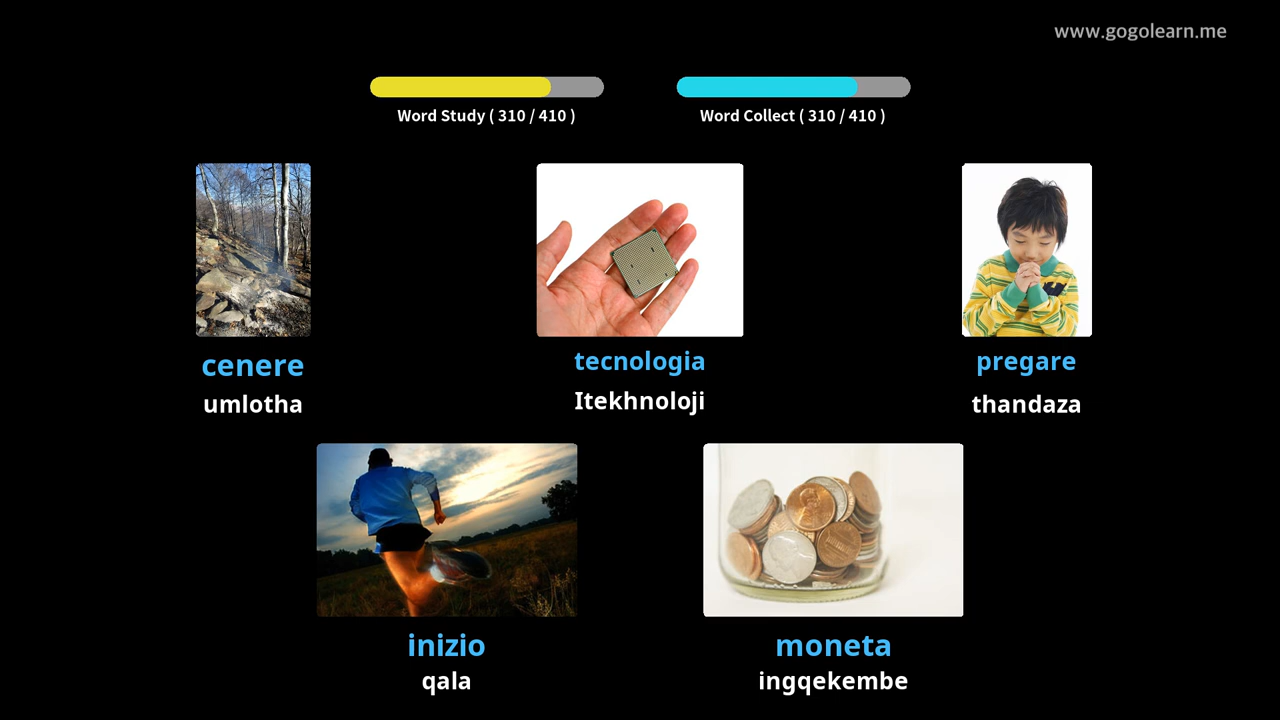 www.gogolearn.me
Word Study ( 310 / 410 )
Word Collect ( 310 / 410 )
cenere
umlotha
tecnologia
Itekhnoloji
pregare
thandaza
inizio
qala
moneta
ingqekembe